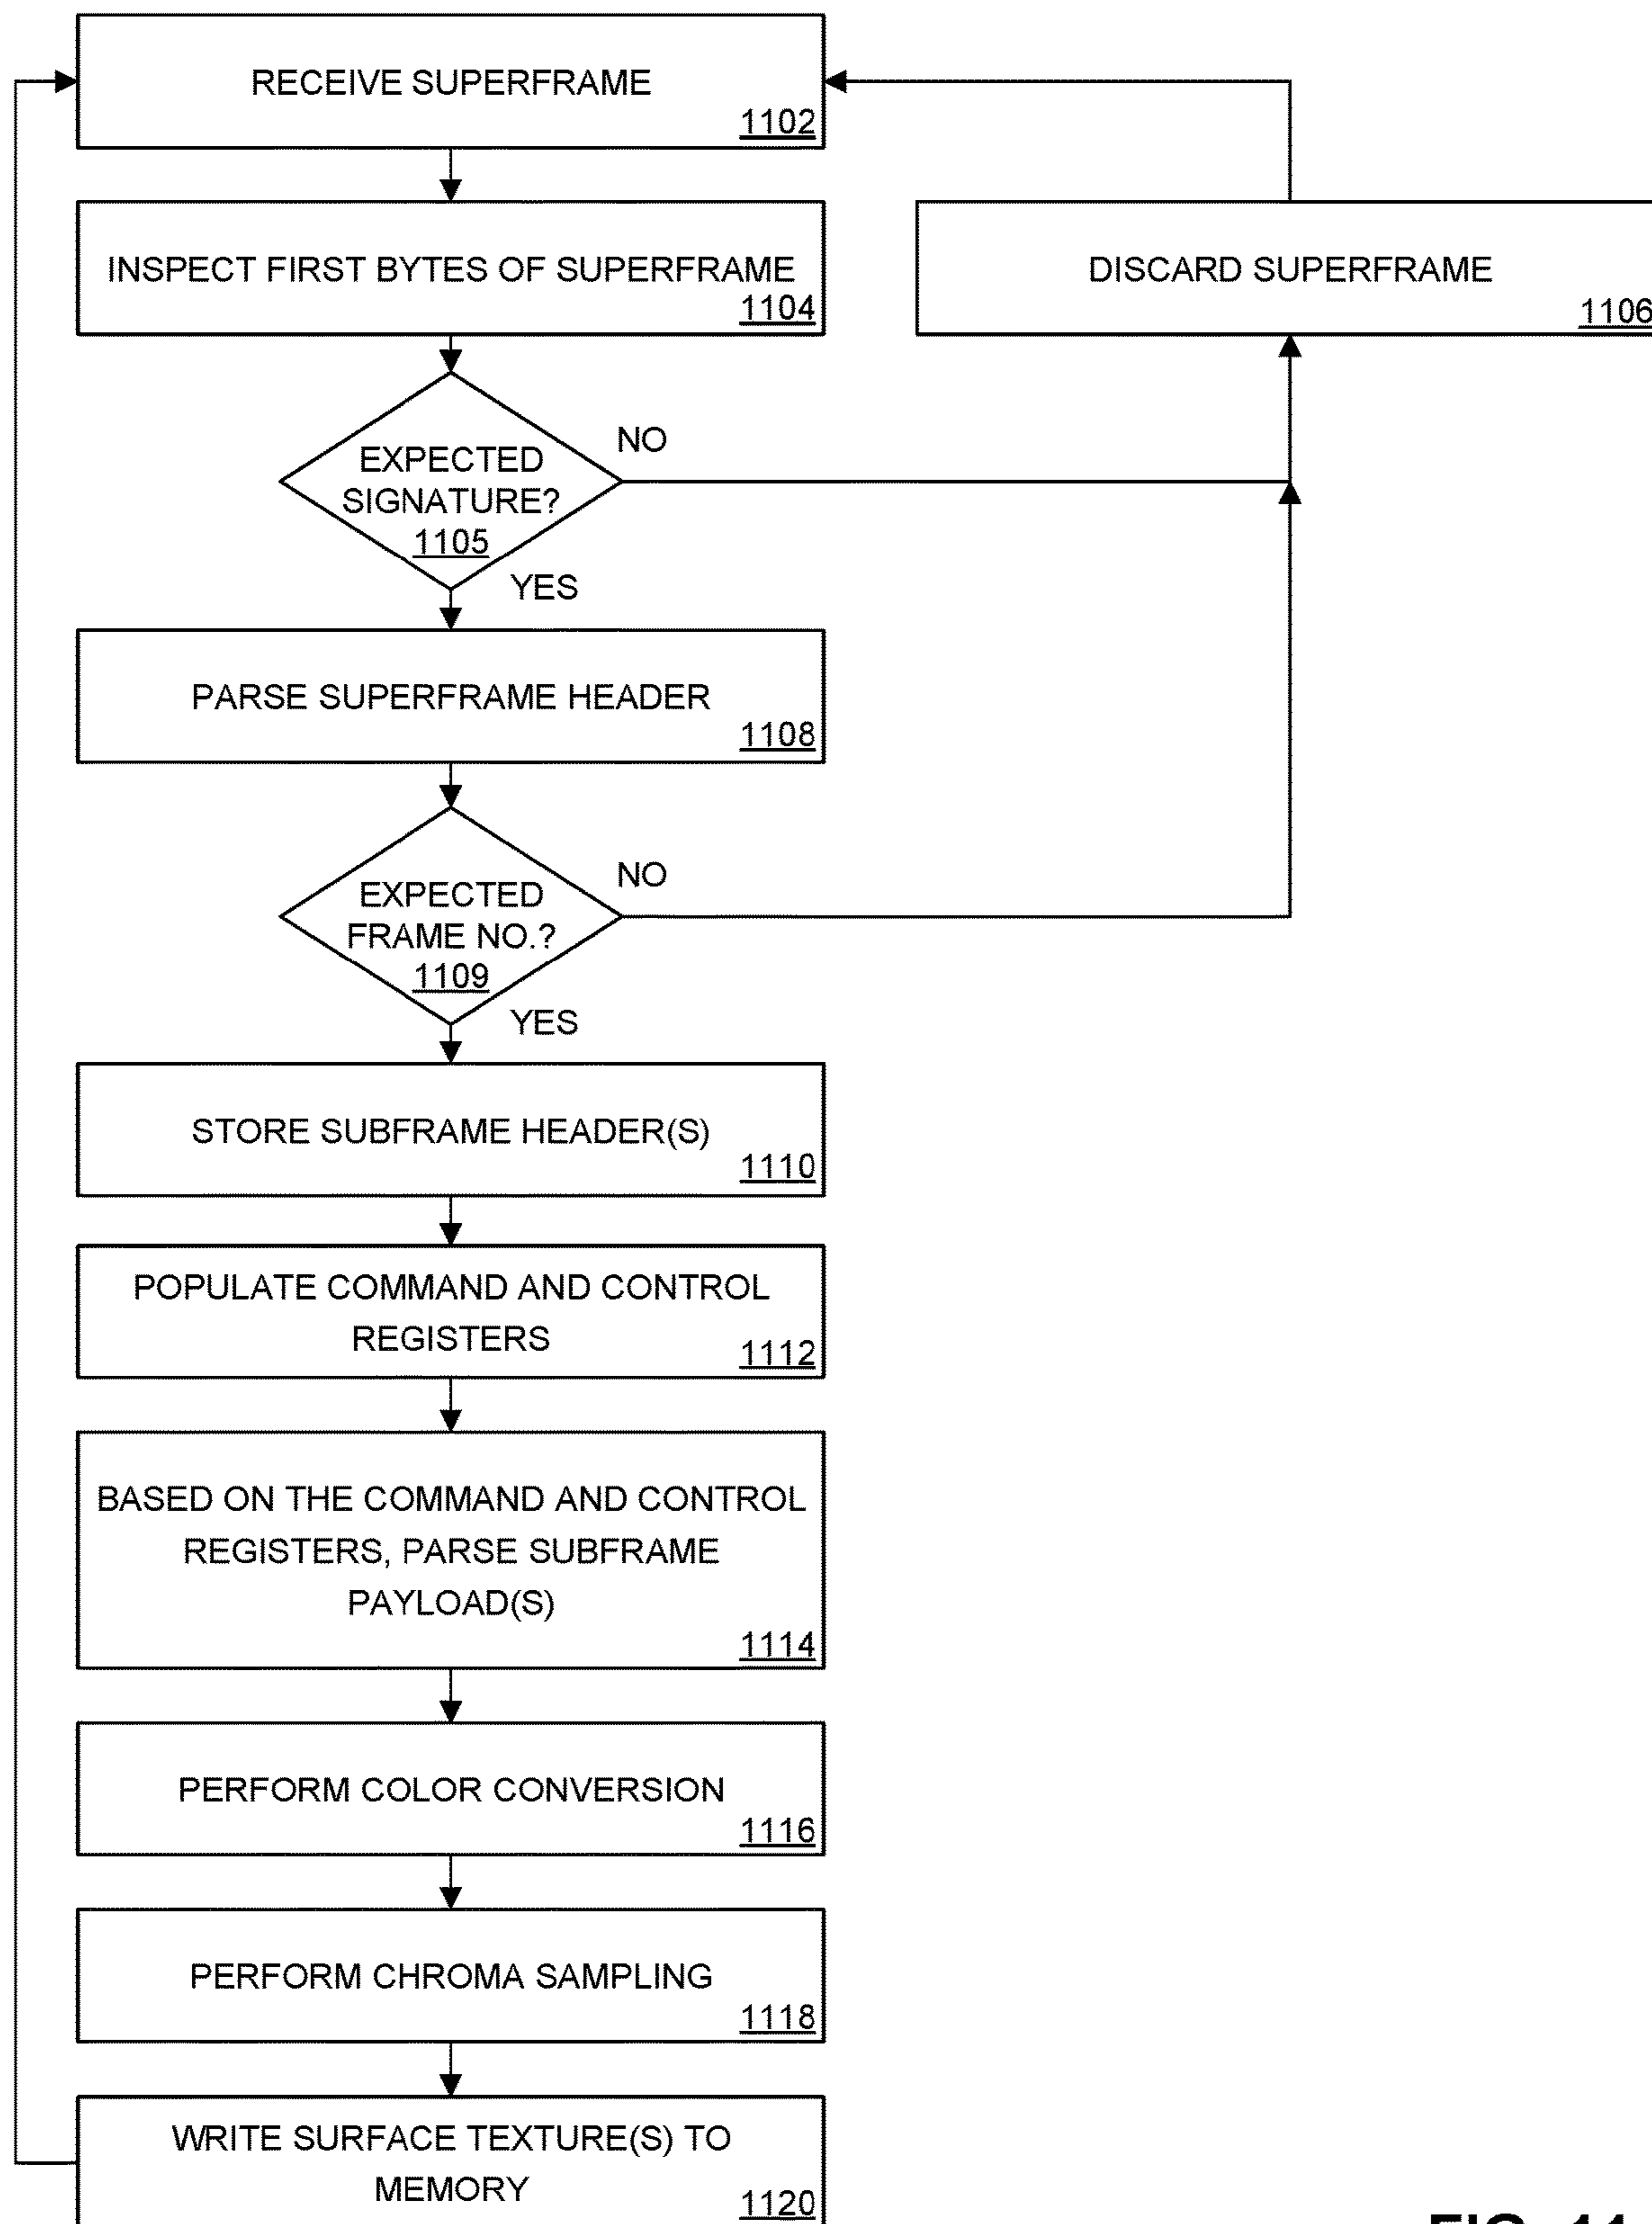 RECEIVE SUPERFRAME
1102
INSPECT FIRST BYTES OF SUPERFRAME
1104
DISCARD SUPERFRAME
1106
EXPECTED
SIGNATURE?
1105
NO
YES
PARSE SUPERFRAME HEADER
1108
EXPECTED
FRAME NO.?
1109
NO
YES
STORE SUBFRAME HEADER(S)
1110
POPULATE COMMAND AND CONTROL
REGISTERS
1112
BASED ON THE COMMAND AND CONTROL
REGISTERS, PARSE SUBFRAME
PAYLOAD(S)
1114
PERFORM COLOR CONVERSION
1116
PERFORM CHROMA SAMPLING
1118
WRITE SURFACE TEXTURE(S) TO
MEMORY
1120
FIG. 11